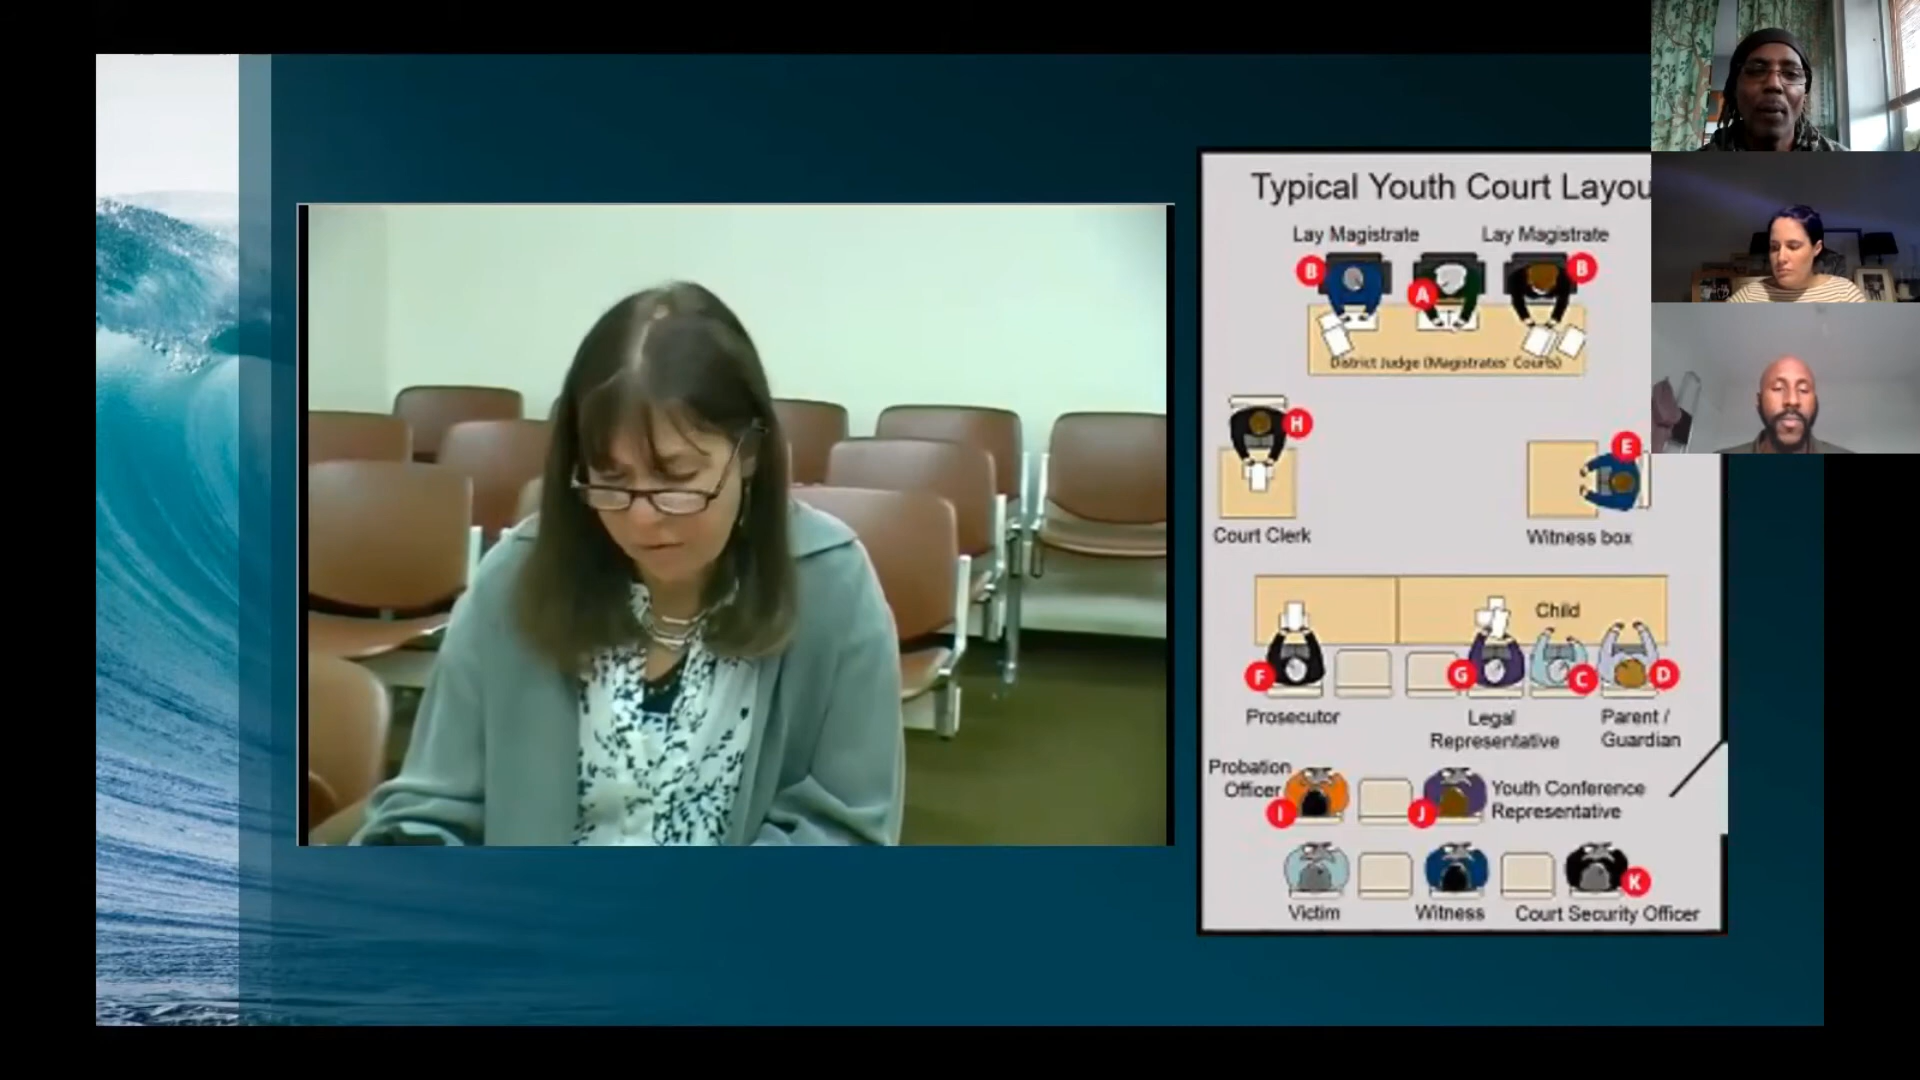 Typical Youth Court Layou
Lay Magistrate
Lay Magistrate
B
A
B
District Judge (Magistrates' Courts)
H
E
Court Clerk
Witness box
Child
F
G
C
D
Prosecutor
Legal
Representative
Parent /
Guardian
Probation
Officer
I
J
Youth Conference
Representative
K
Victim
Witness
Court Security Officer